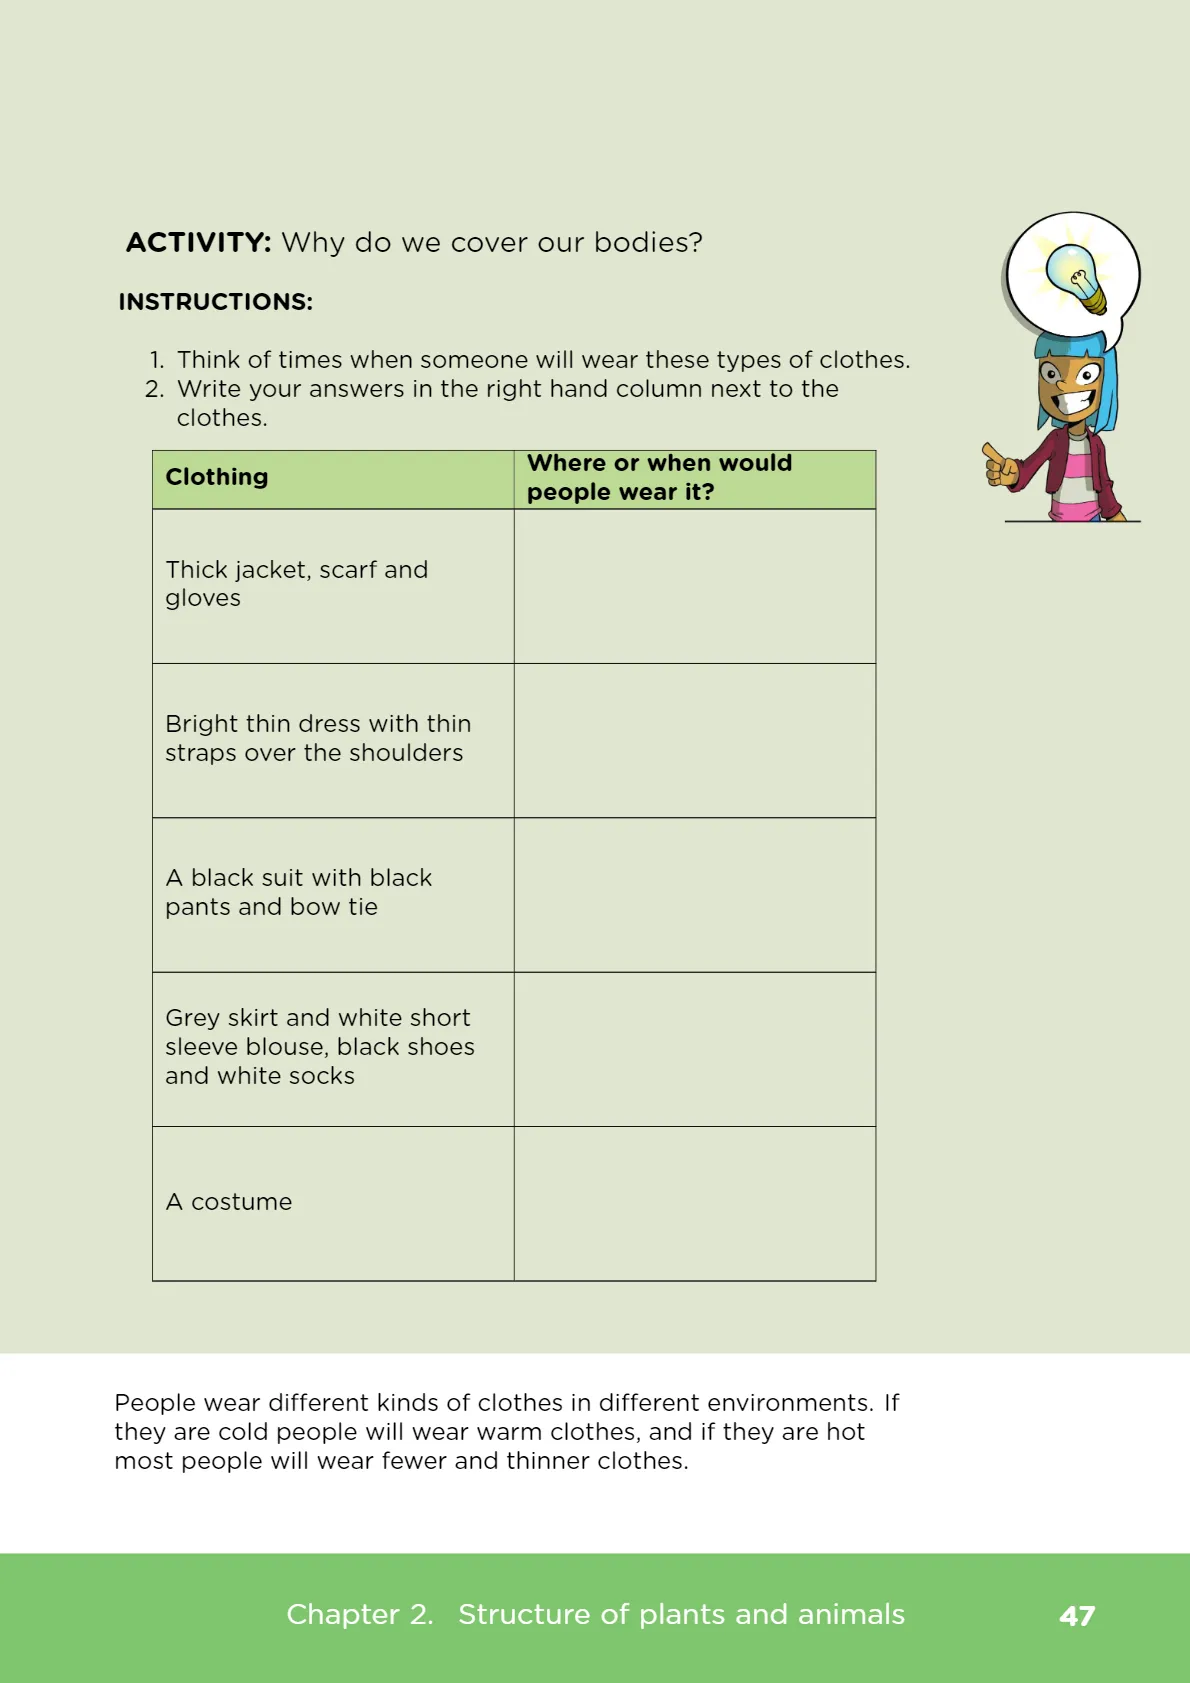 ACTIVITY: Why do we cover our bodies?
INSTRUCTIONS:
1. Think of times when someone will wear these types of clothes.
2. Write your answers in the right hand column next to the
clothes.
Clothing
Where or when would
people wear it?
Thick jacket, scarf and
gloves
Bright thin dress with thin
straps over the shoulders
A black suit with black
pants and bow tie
Grey skirt and white short
sleeve blouse, black shoes
and white socks
A costume
People wear different kinds of clothes in different environments. If
they are cold people will wear warm clothes, and if they are hot
most people will wear fewer and thinner clothes.
Chapter 2. Structure of plants and animals 47